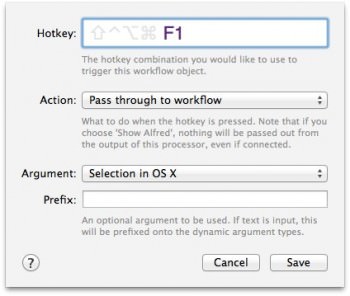 Hotkey: ⇧⌃⌥⌘ F1
The hotkey combination you would like to use to
trigger this workflow object.
Action: Pass through to workflow
What to do when the hotkey is pressed. Note that if you
choose 'Show Alfred', nothing will be passed out from
the output of this processor, even if connected.
Argument: Selection in OS X
Prefix:
An optional argument to be used. If text is input, this
will be prefixed onto the dynamic argument types.
? Cancel Save